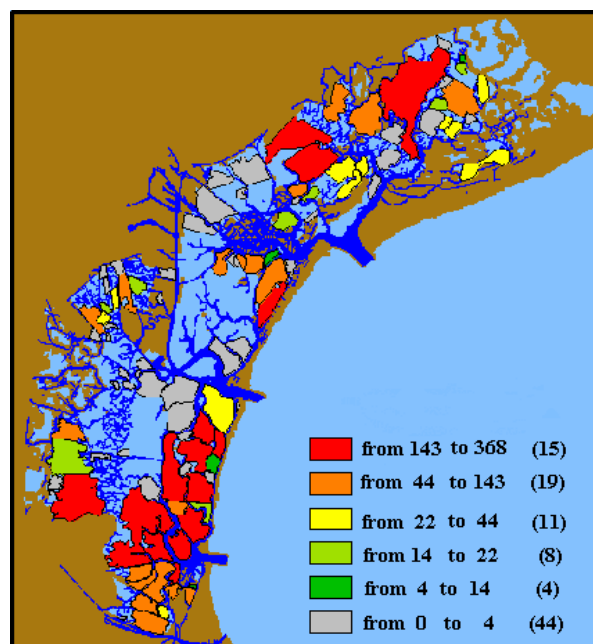 from 143 to 368 (15)
from 44 to 143 (19)
from 22 to 44 (11)
from 14 to 22 (8)
from 4 to 14 (4)
from 0 to 4 (44)